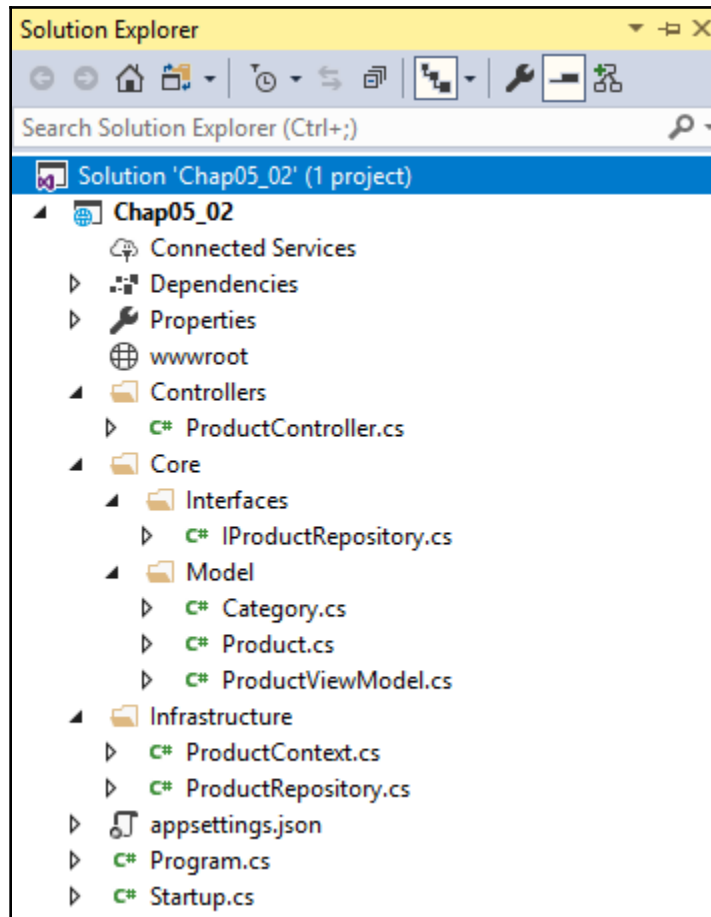 Solution Explorer
Search Solution Explorer (Ctrl+;)
Solution 'Chap05_02' (1 project)
Chap05_02
Connected Services
Dependencies
Properties
wwwroot
Controllers
C# ProductController.cs
Core
Interfaces
C# IProductRepository.cs
Model
C# Category.cs
C# Product.cs
C# ProductViewModel.cs
Infrastructure
C# ProductContext.cs
C# ProductRepository.cs
appsettings.json
C# Program.cs
C# Startup.cs